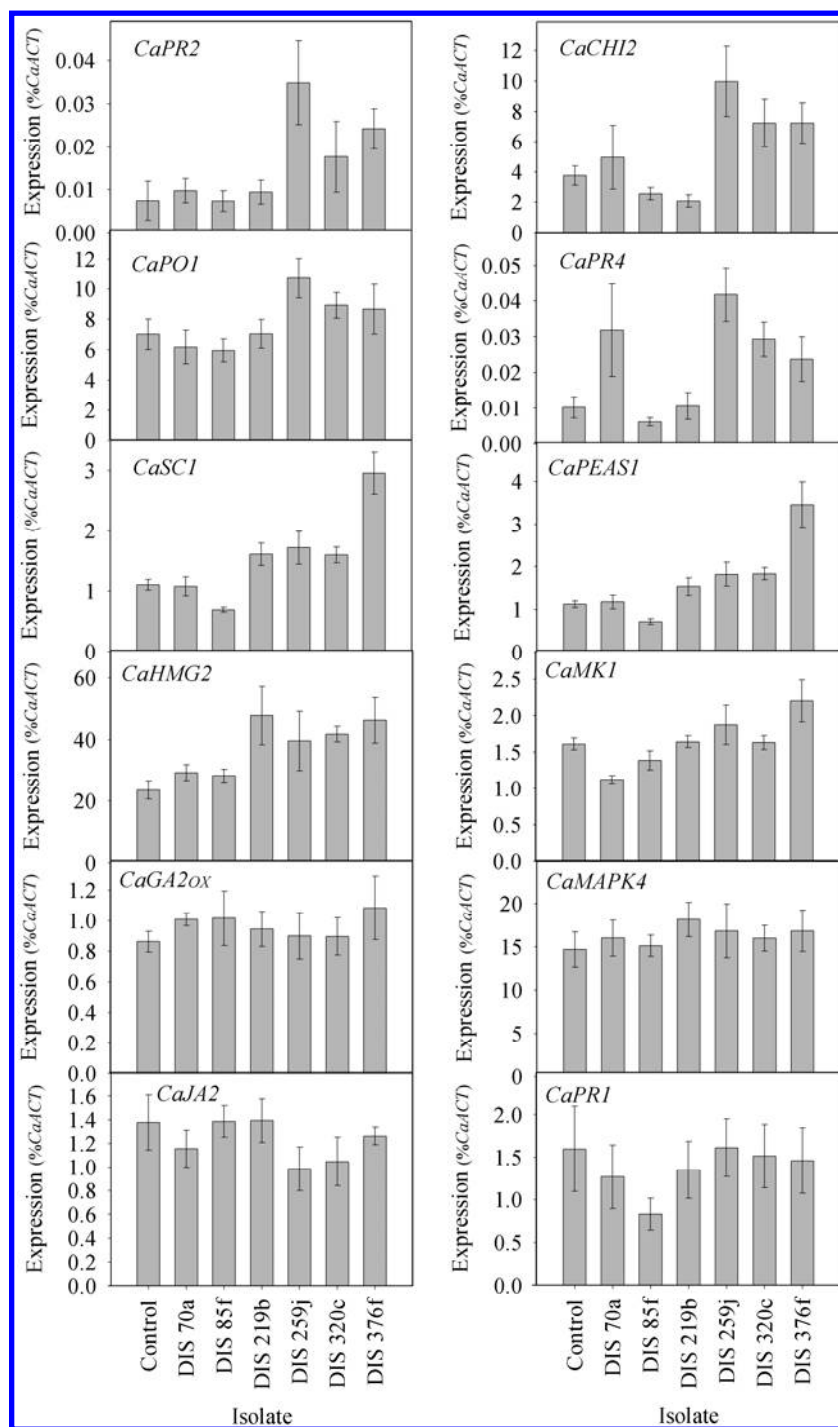 CaPR2
Expression (%CaACT)
0.04
0.03
0.02
0.01
0.00
CaCHI2
Expression (%CaACT)
12
10
8
6
4
2
0
CaPO1
Expression (%CaACT)
12
10
8
6
4
2
0
CaPR4
Expression (%CaACT)
0.05
0.04
0.03
0.02
0.01
0.00
CaSC1
Expression (%CaACT)
3
2
1
0
CaPEAS1
Expression (%CaACT)
4
3
2
1
0
CaHMG2
Expression (%CaACT)
60
40
20
0
CaMK1
Expression (%CaACT)
2.5
2.0
1.5
1.0
0.5
0.0
CaGA2OX
Expression (%CaACT)
1.2
1.0
0.8
0.6
0.4
0.2
0.0
CaMAPK4
Expression (%CaACT)
20
15
10
5
0
CaJA2
Expression (%CaACT)
1.6
1.4
1.2
1.0
0.8
0.6
0.4
0.2
0.0
CaPR1
Expression (%CaACT)
2.0
1.5
1.0
0.5
0.0
Control
DIS 70a
DIS 85f
DIS 219b
DIS 259j
DIS 320c
DIS 376f
Isolate
Control
DIS 70a
DIS 85f
DIS 219b
DIS 259j
DIS 320c
DIS 376f
Isolate